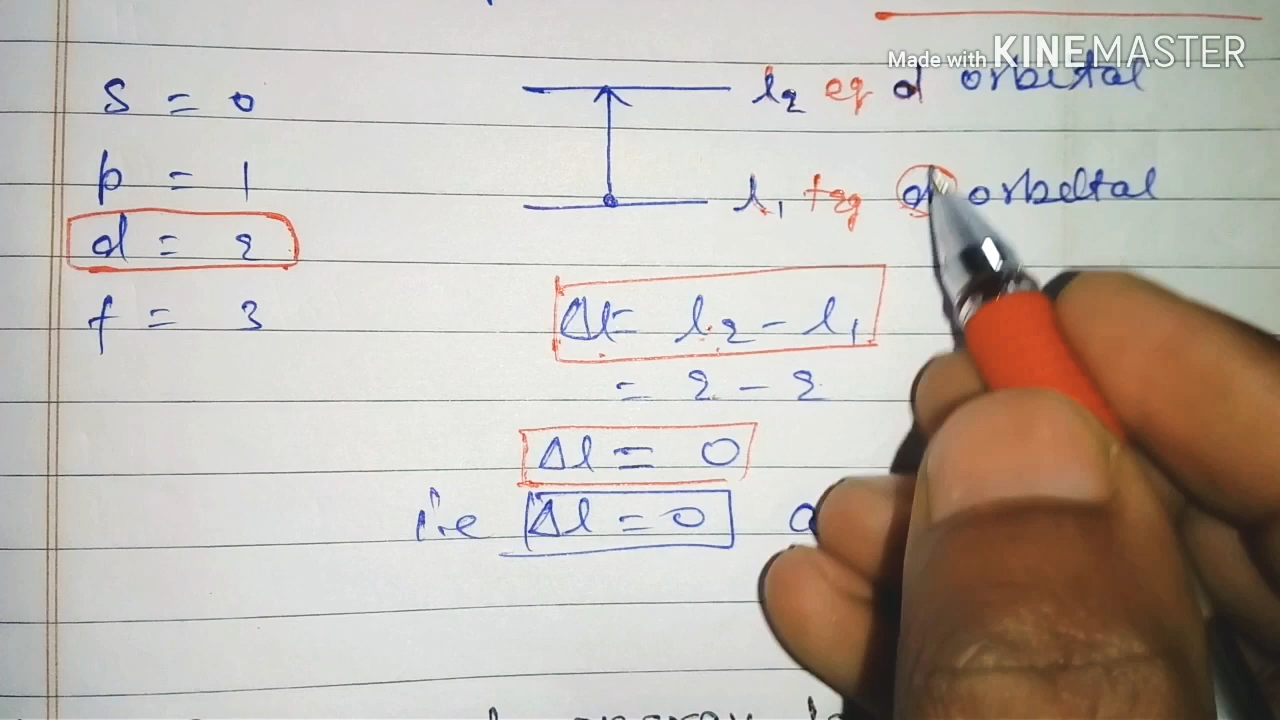 Made with KINEMASTER
s = 0
l2 eg d orbital
p = 1
l1 t2g d orbital
d = 2
f = 3
Δl = l2 - l1
= 2 - 2
Δl = 0
i.e Δl = 0